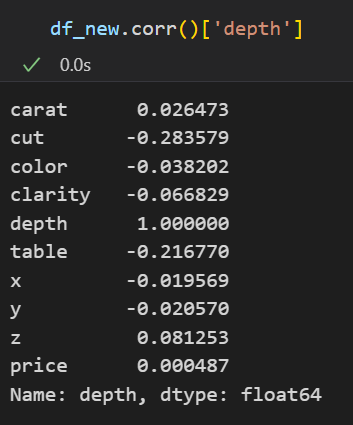 df_new.corr()['depth']
✓ 0.0s
carat 0.026473
cut -0.283579
color -0.038202
clarity -0.066829
depth 1.000000
table -0.216770
x -0.019569
y -0.020570
z 0.081253
price 0.000487
Name: depth, dtype: float64